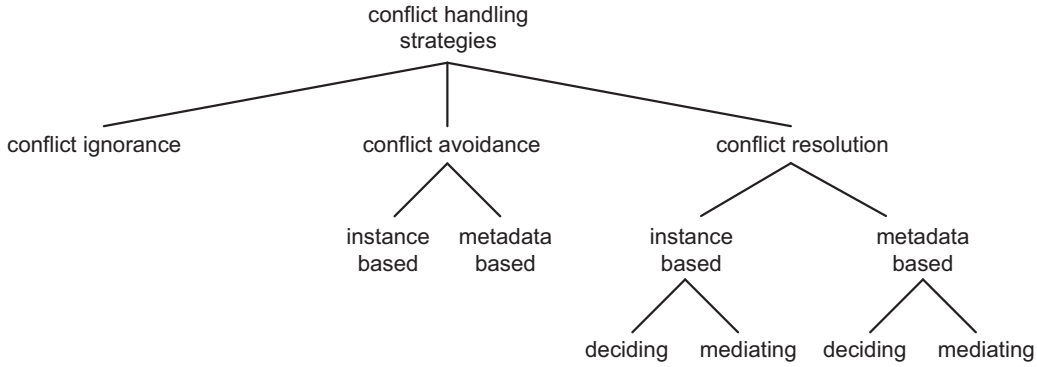 conflict handling
strategies
conflict ignorance
conflict avoidance
conflict resolution
instance
based
metadata
based
instance
based
metadata
based
deciding
mediating
deciding
mediating